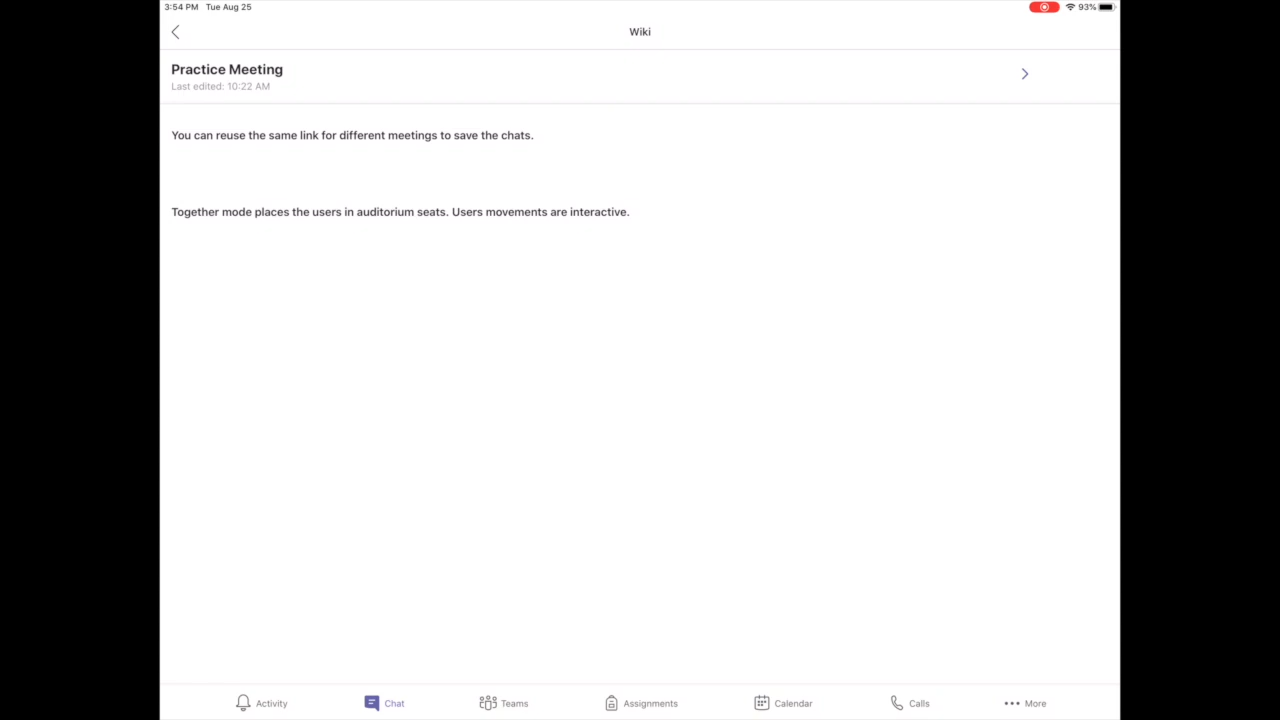 3:54 PM Tue Aug 25
93%
Wiki
Practice Meeting
Last edited: 10:22 AM
You can reuse the same link for different meetings to save the chats.
Together mode places the users in auditorium seats. Users movements are interactive.
Activity Chat Teams Assignments Calendar Calls More